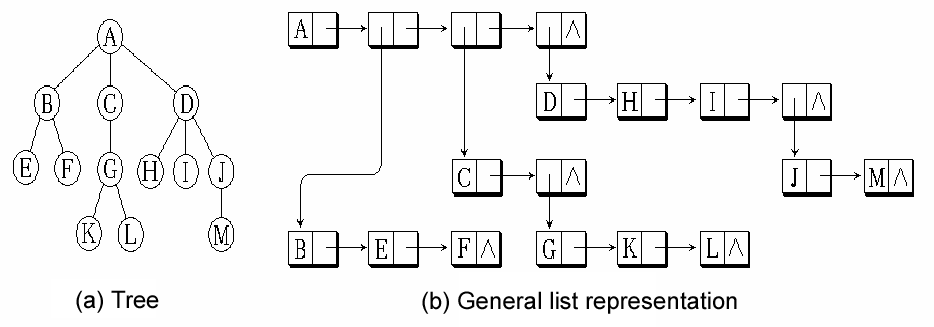 A
B C D
E F G H I J
K L M
(a) Tree
A ∧
D H I ∧
C ∧ J M ∧
B E F ∧ G K L ∧
(b) General list representation